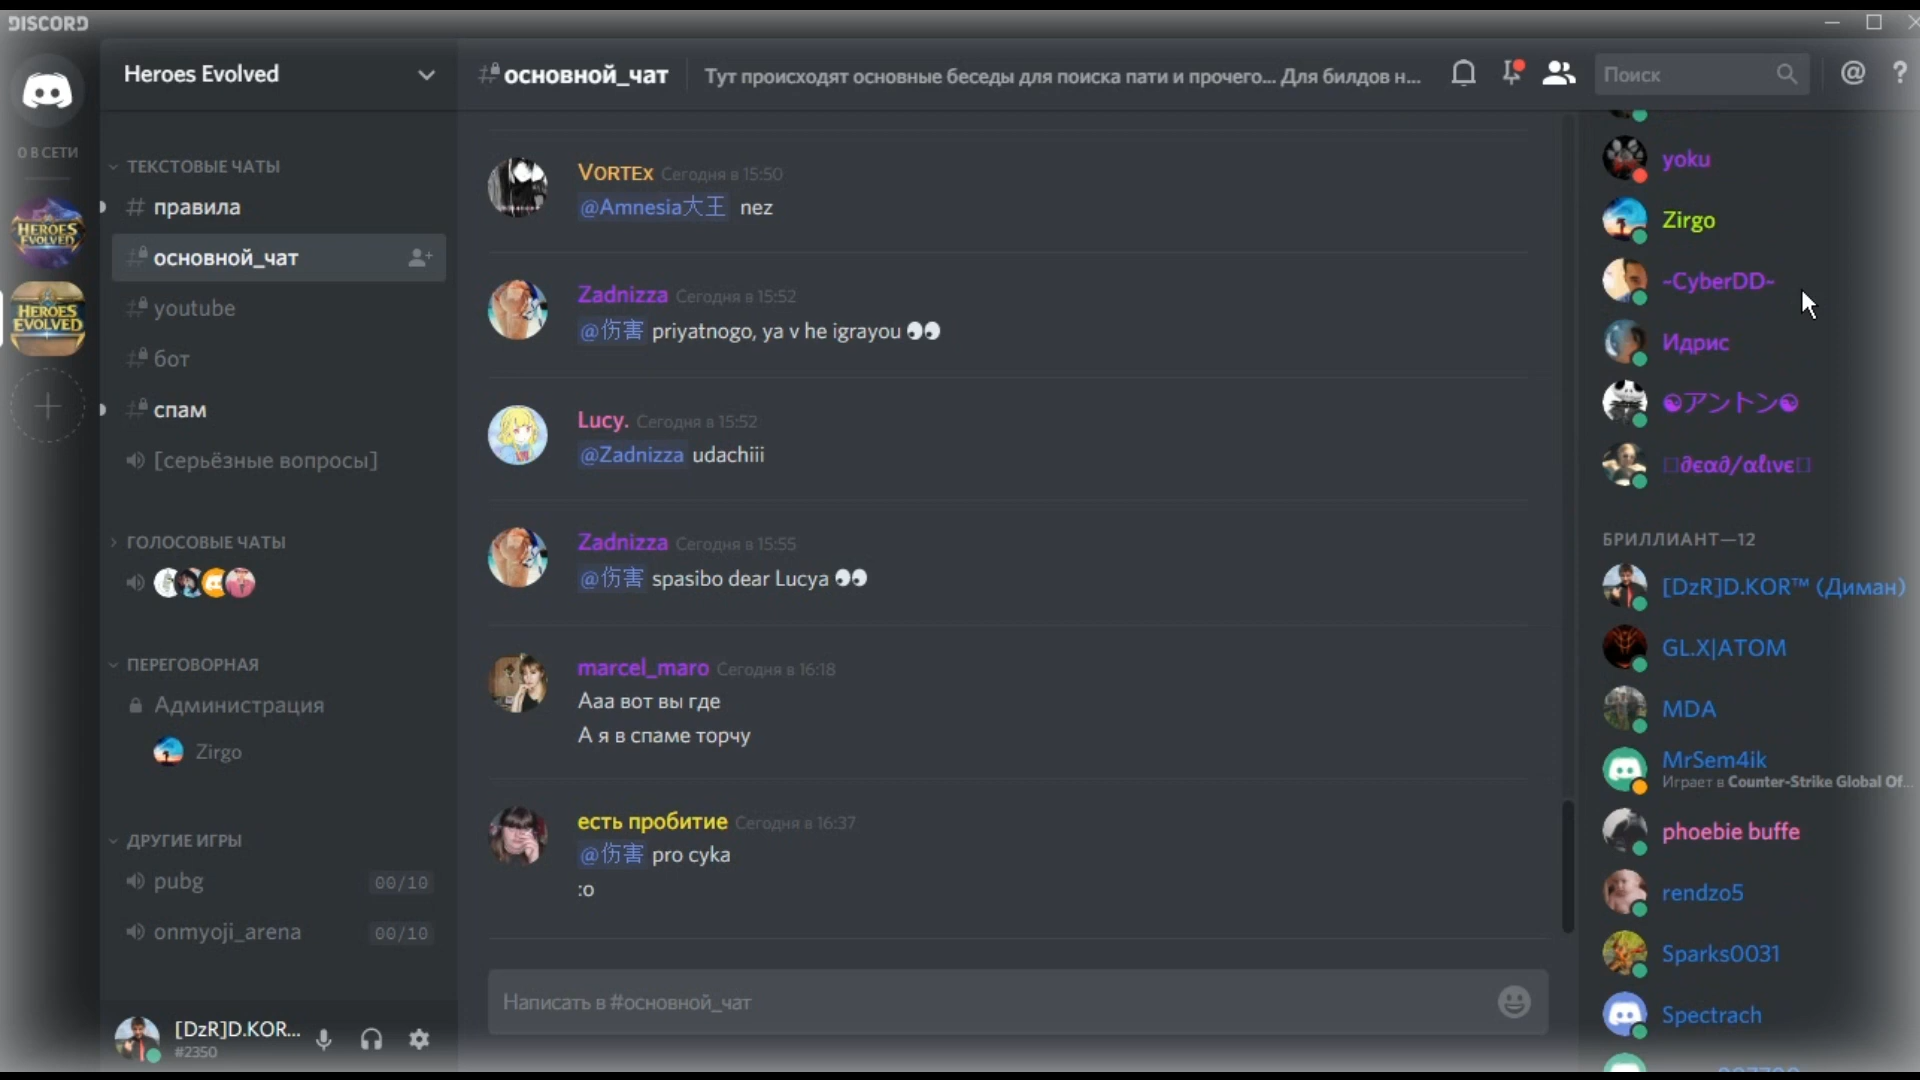 DISCORD
0 В СЕТИ
HEROES EVOLVED
HEROES EVOLVED
Heroes Evolved
ТЕКСТОВЫЕ ЧАТЫ
# правила
# основной_чат
# youtube
# бот
# спам
[серьёзные вопросы]
ГОЛОСОВЫЕ ЧАТЫ
ПЕРЕГОВОРНАЯ
Администрация
Zirgo
ДРУГИЕ ИГРЫ
pubg 00/10
onmyoji_arena 00/10
[DzR]D.KOR...
#2350
# основной_чат Тут происходят основные беседы для поиска пати и прочего... Для билдов н...
Поиск @ ?
VORTEx Сегодня в 15:50
@Amnesia大王 nez
Zadnizza Сегодня в 15:52
@伤害 priyatnogo, ya v he igrayou
Lucy. Сегодня в 15:52
@Zadnizza udachiii
Zadnizza Сегодня в 15:55
@伤害 spasibo dear Lucya
marcel_maro Сегодня в 16:18
Ааа вот вы где
А я в спаме торчу
есть пробитие Сегодня в 16:37
@伤害 pro cyka
:o
Написать в #основной_чат
yoku
Zirgo
~CyberDD~
Идрис
☯アントン☯
∂єα∂/αℓινє
БРИЛЛИАНТ—12
[DzR]D.KOR™ (Диман)
GL.X|ATOM
MDA
MrSem4ik
Играет в Counter-Strike Global Of...
phoebie buffe
rendzo5
Sparks0031
Spectrach